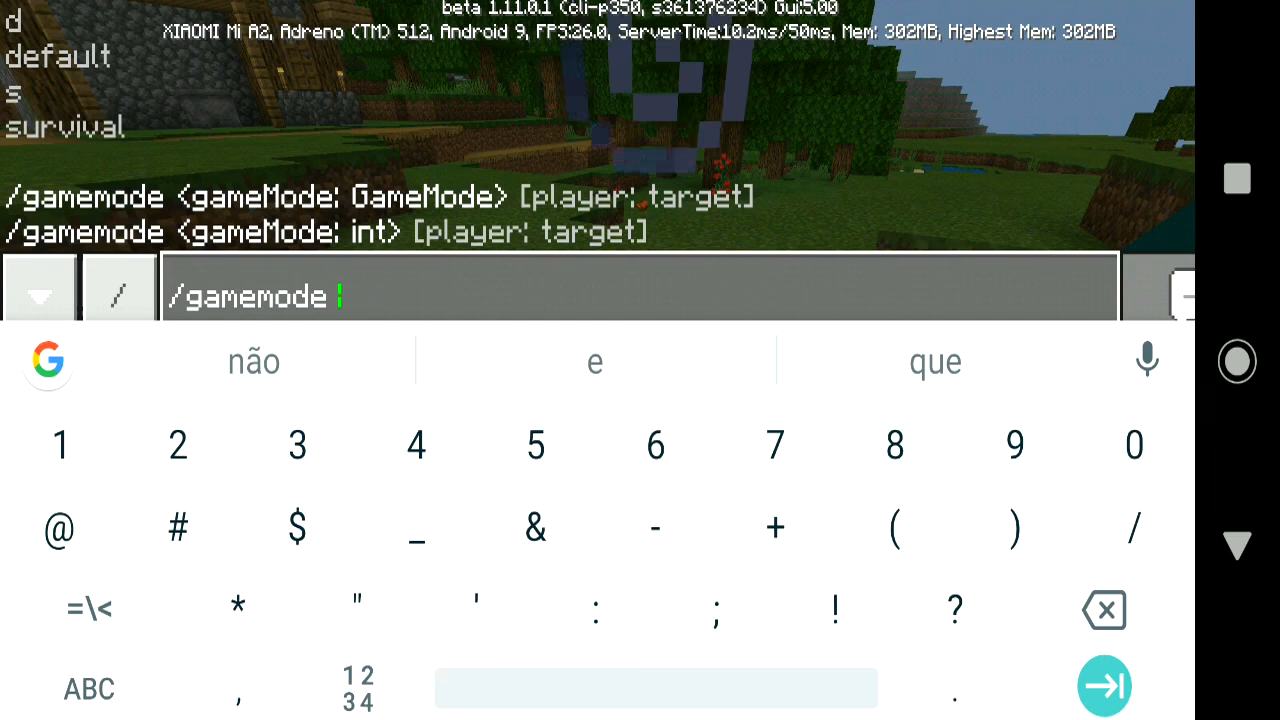 beta 1.11.0.1 (cli-p350, s361376234) Gui:5.00
XIAOMI Mi A2, Adreno (TM) 512, Android 9, FPS:26.0, ServerTime:10.2ms/50ms, Mem: 302MB, Highest Mem: 302MB
d
default
s
survival
/gamemode <gameMode: GameMode> [player: target]
/gamemode <gameMode: int> [player: target]
/ /gamemode
não e que
1 2 3 4 5 6 7 8 9 0
@ # $ _ & - + ( ) /
=\< * " ' : ; ! ?
ABC , 12 .
34